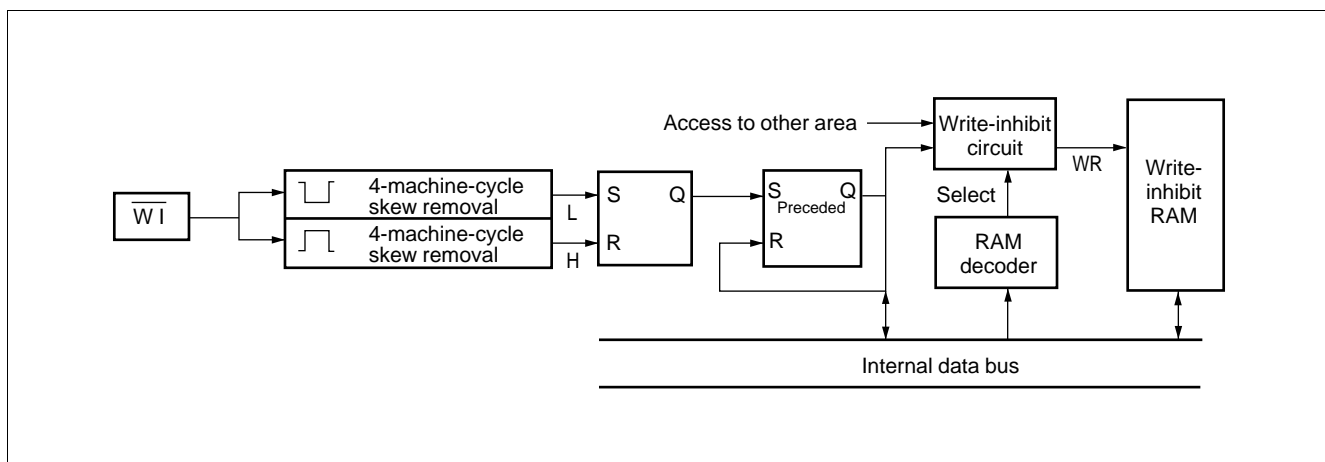 Access to other area
Write-inhibit
circuit
WR
Write-
inhibit
RAM
W I
4-machine-cycle
skew removal
L
4-machine-cycle
skew removal
H
S
Q
R
S
Q
Preceded
R
Select
RAM
decoder
Internal data bus